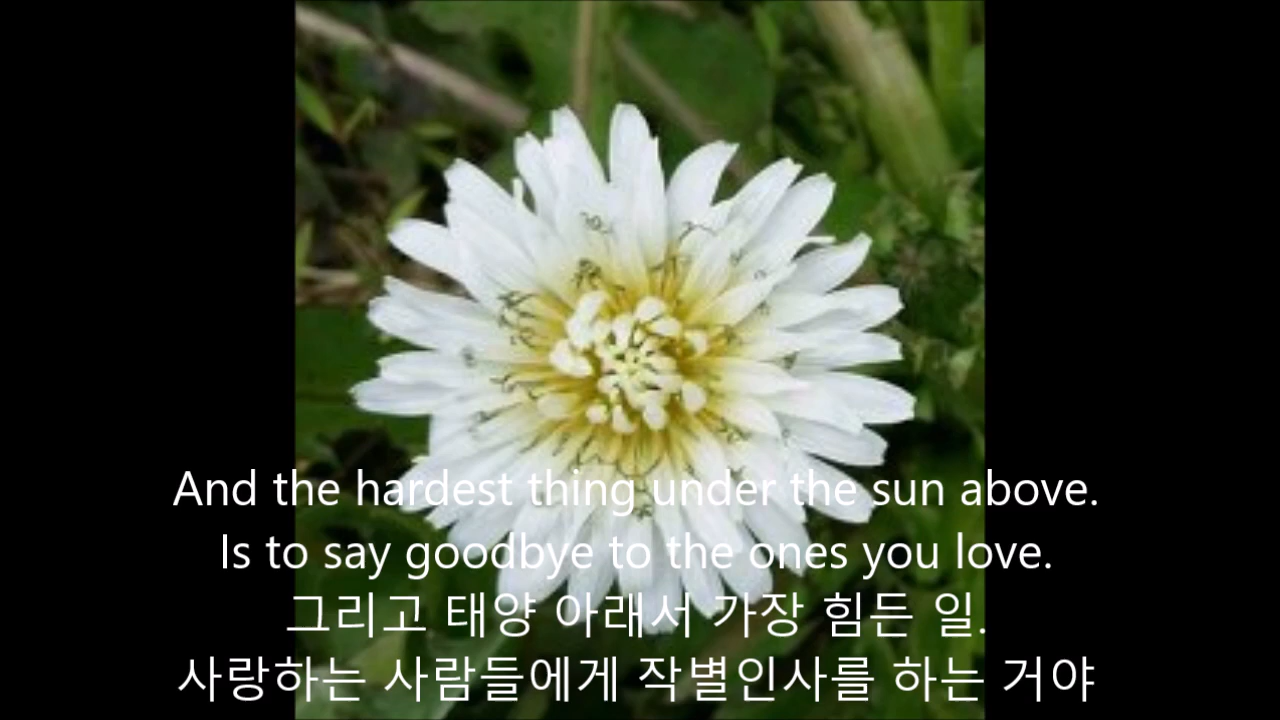 And the hardest thing under the sun above.
Is to say goodbye to the ones you love.
그리고 태양 아래서 가장 힘든 일.
사랑하는 사람들에게 작별인사를 하는 거야